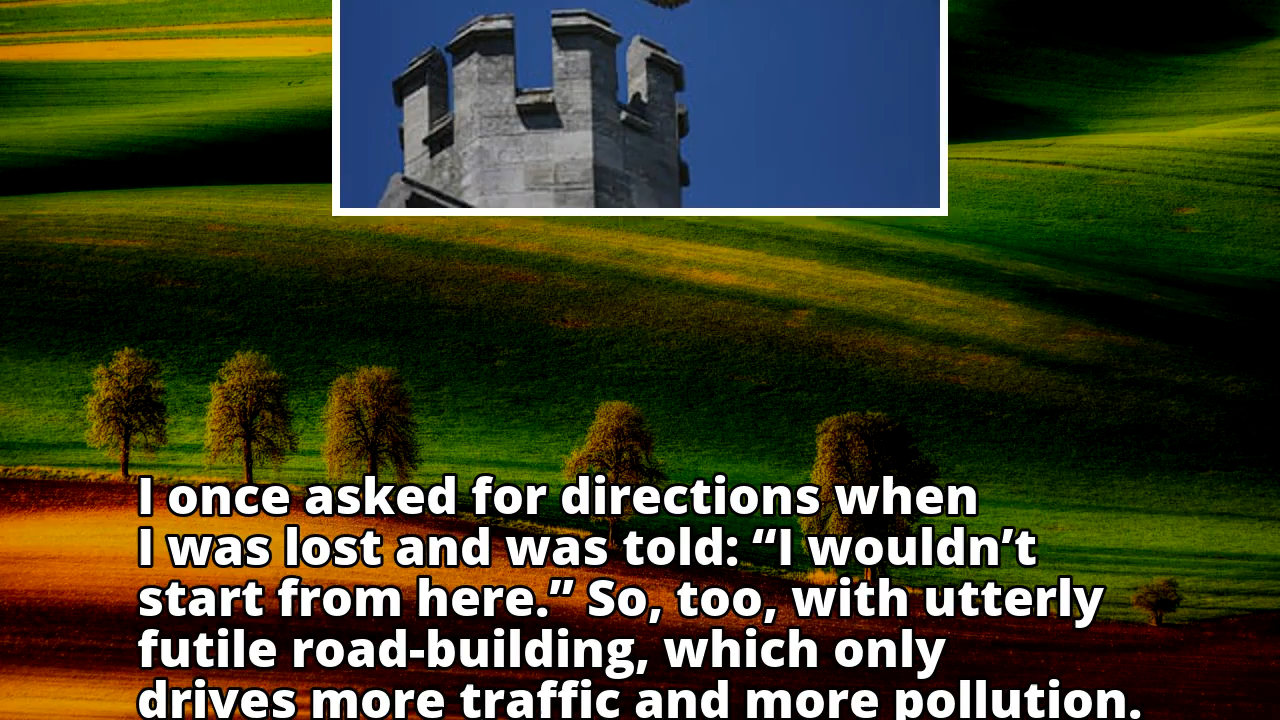 I once asked for directions when
I was lost and was told: “I wouldn’t
start from here.” So, too, with utterly
futile road-building, which only
drives more traffic and more pollution.